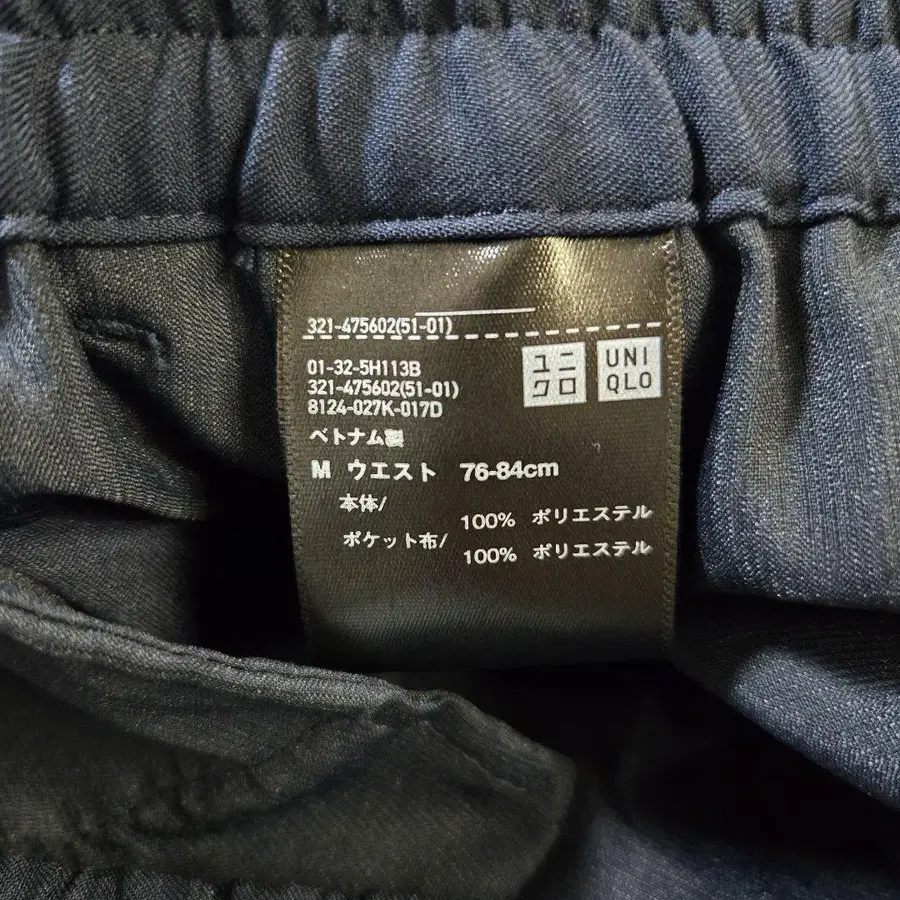 321-475602(51-01)
01-32-5H113B
321-475602(51-01)
8124-027K-017D
ユニ
クロ
UNI
QLO
ベトナム製
M ウエスト 76-84cm
本体/
100% ポリエステル
ポケット布/
100% ポリエステル